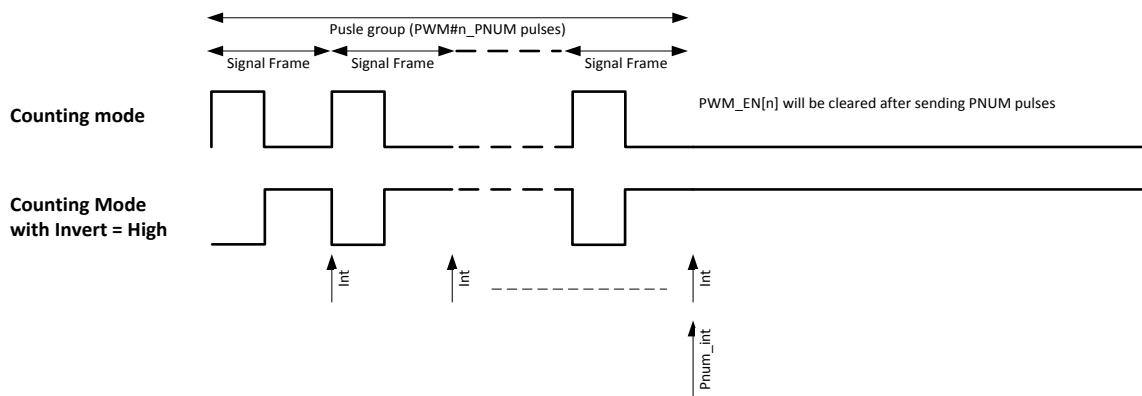 Pusle group (PWM#n_PNUM pulses)
Signal Frame
Signal Frame
Signal Frame
Counting mode
PWM_EN[n] will be cleared after sending PNUM pulses
Counting Mode
with Invert = High
Int
Int
Int
Pnum_int